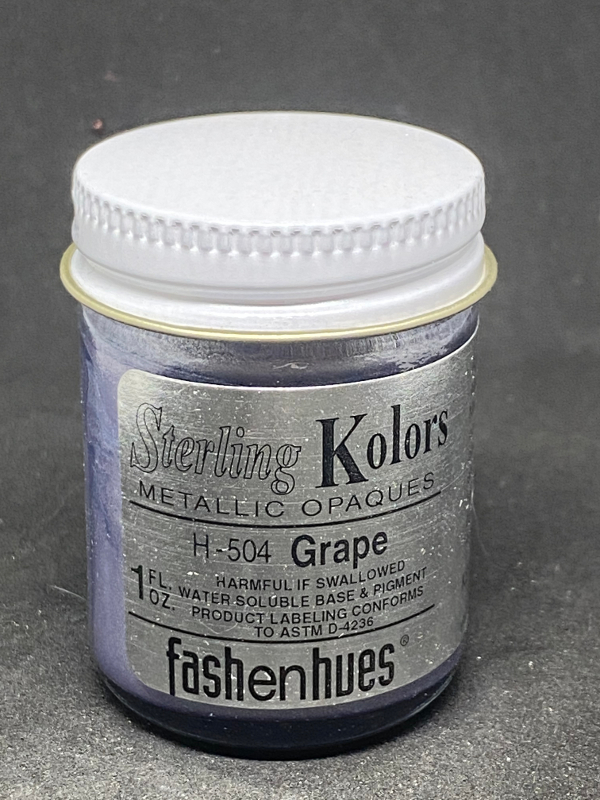 Sterling Kolors
METALLIC OPAQUES
H-504 Grape
1 FL. OZ.
HARMFUL IF SWALLOWED
WATER SOLUBLE BASE & PIGMENT
PRODUCT LABELING CONFORMS
TO ASTM D-4236
fashenhues®